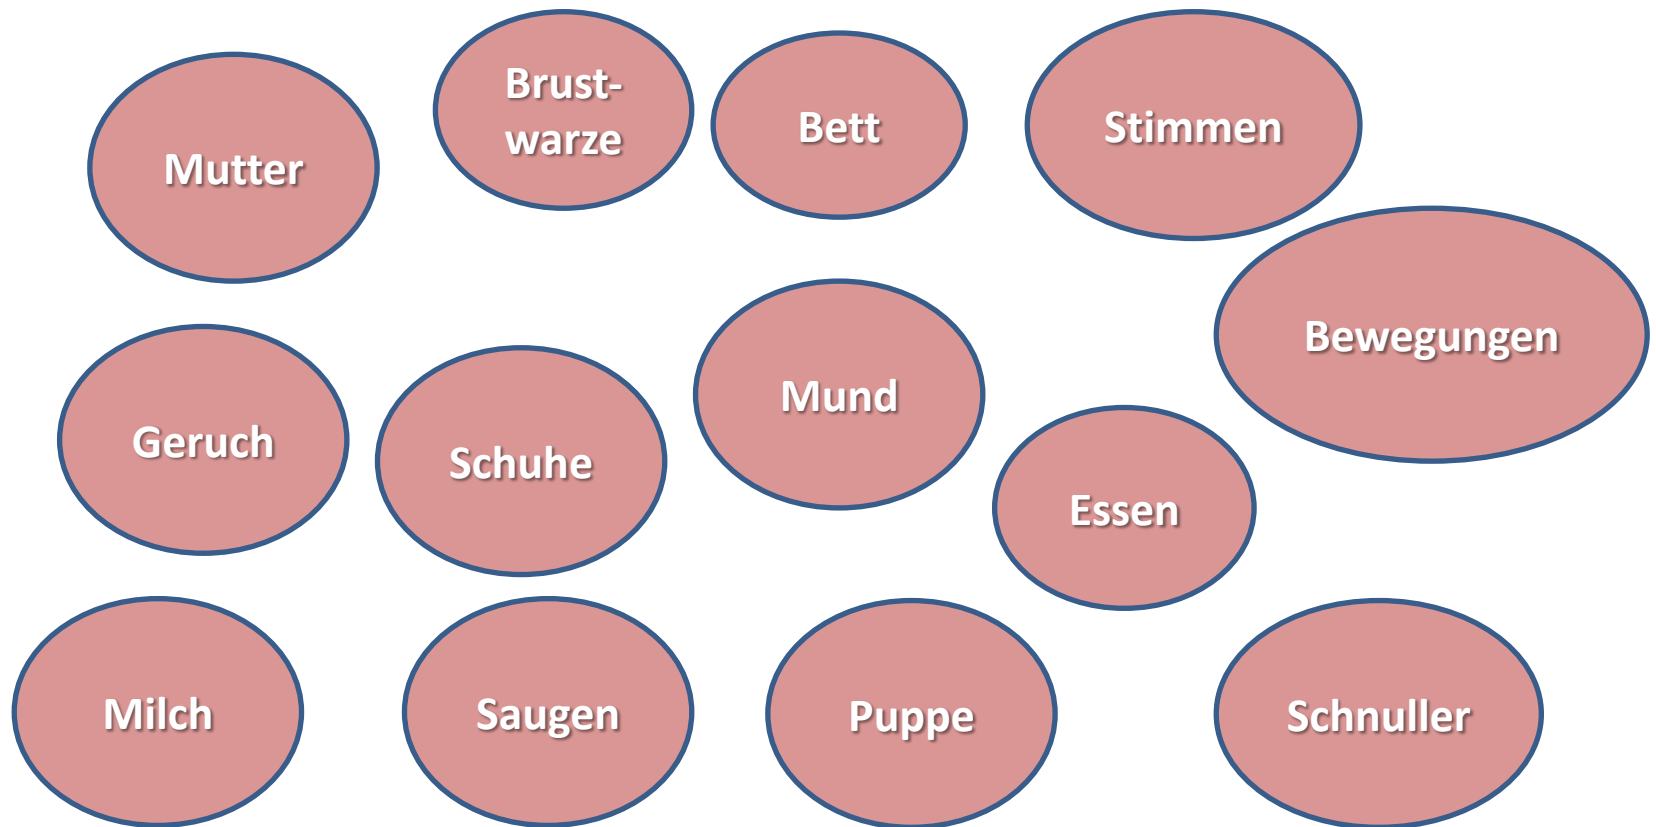 Mutter
Brust-
warze
Bett
Stimmen
Bewegungen
Geruch
Schuhe
Mund
Essen
Milch
Saugen
Puppe
Schnuller